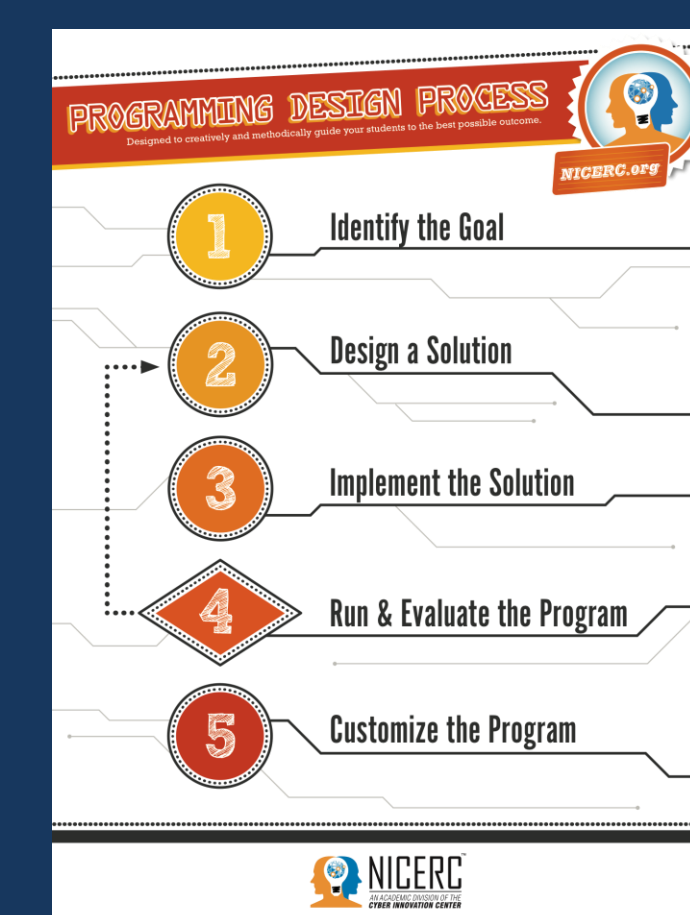 PROGRAMMING DESIGN PROCESS
Designed to creatively and methodically guide your students to the best possible outcome.
NICERC.org
1
Identify the Goal
2
Design a Solution
3
Implement the Solution
4
Run & Evaluate the Program
5
Customize the Program
NICERC™
AN ACADEMIC DIVISION OF THE
CYBER INNOVATION CENTER